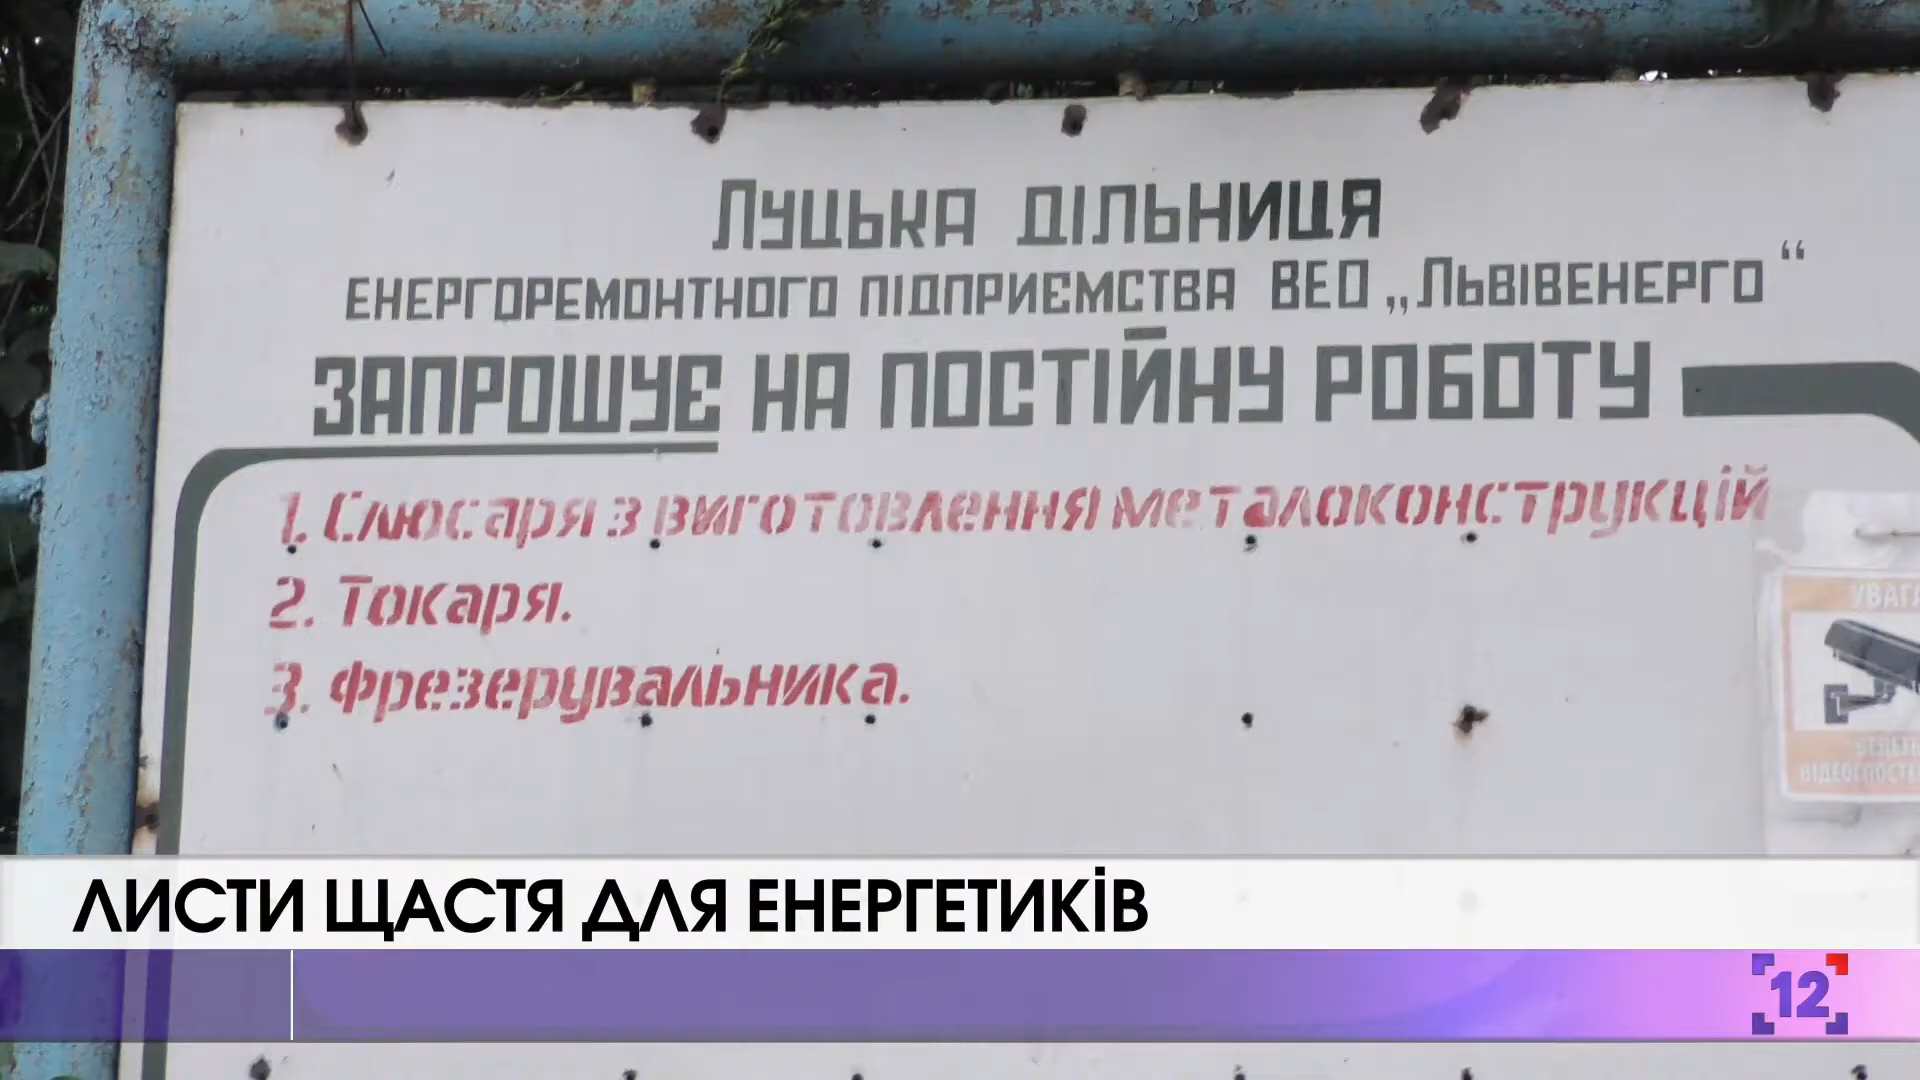 ЛУЦЬКА ДІЛЬНИЦЯ
ЕНЕРГОРЕМОНТНОГО ПІДПРИЄМСТВА ВЕО „ЛЬВІВЕНЕРГО“
ЗАПРОШУЄ НА ПОСТІЙНУ РОБОТУ
1. Слюсаря з виготовлення металоконструкцій
2. Токаря.
3. Фрезерувальника.
УВАГА
ЛИСТИ ЩАСТЯ ДЛЯ ЕНЕРГЕТИКІВ
12